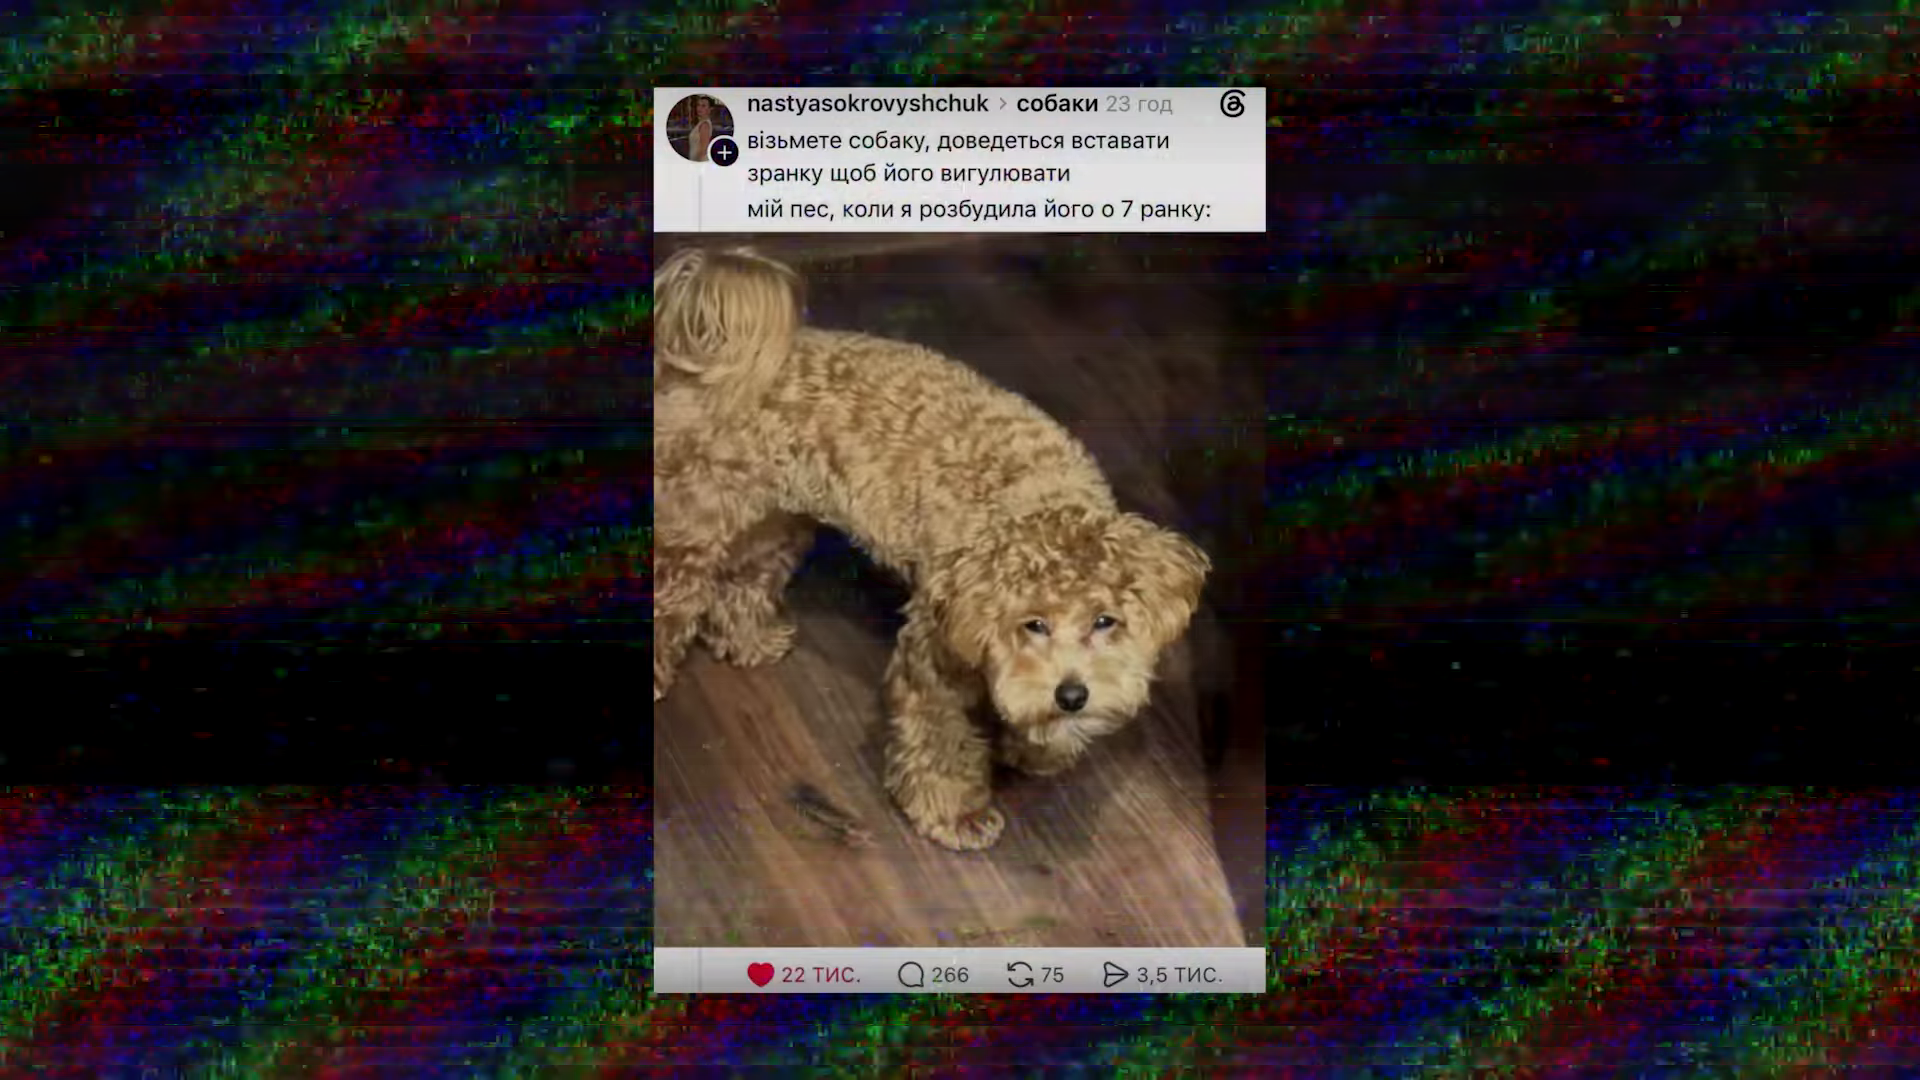 nastyasokrovyshchuk > собаки 23 год
візьмете собаку, доведеться вставати
зранку щоб його вигулювати
мій пес, коли я розбудила його о 7 ранку:
22 ТИС. 266 75 3,5 ТИС.